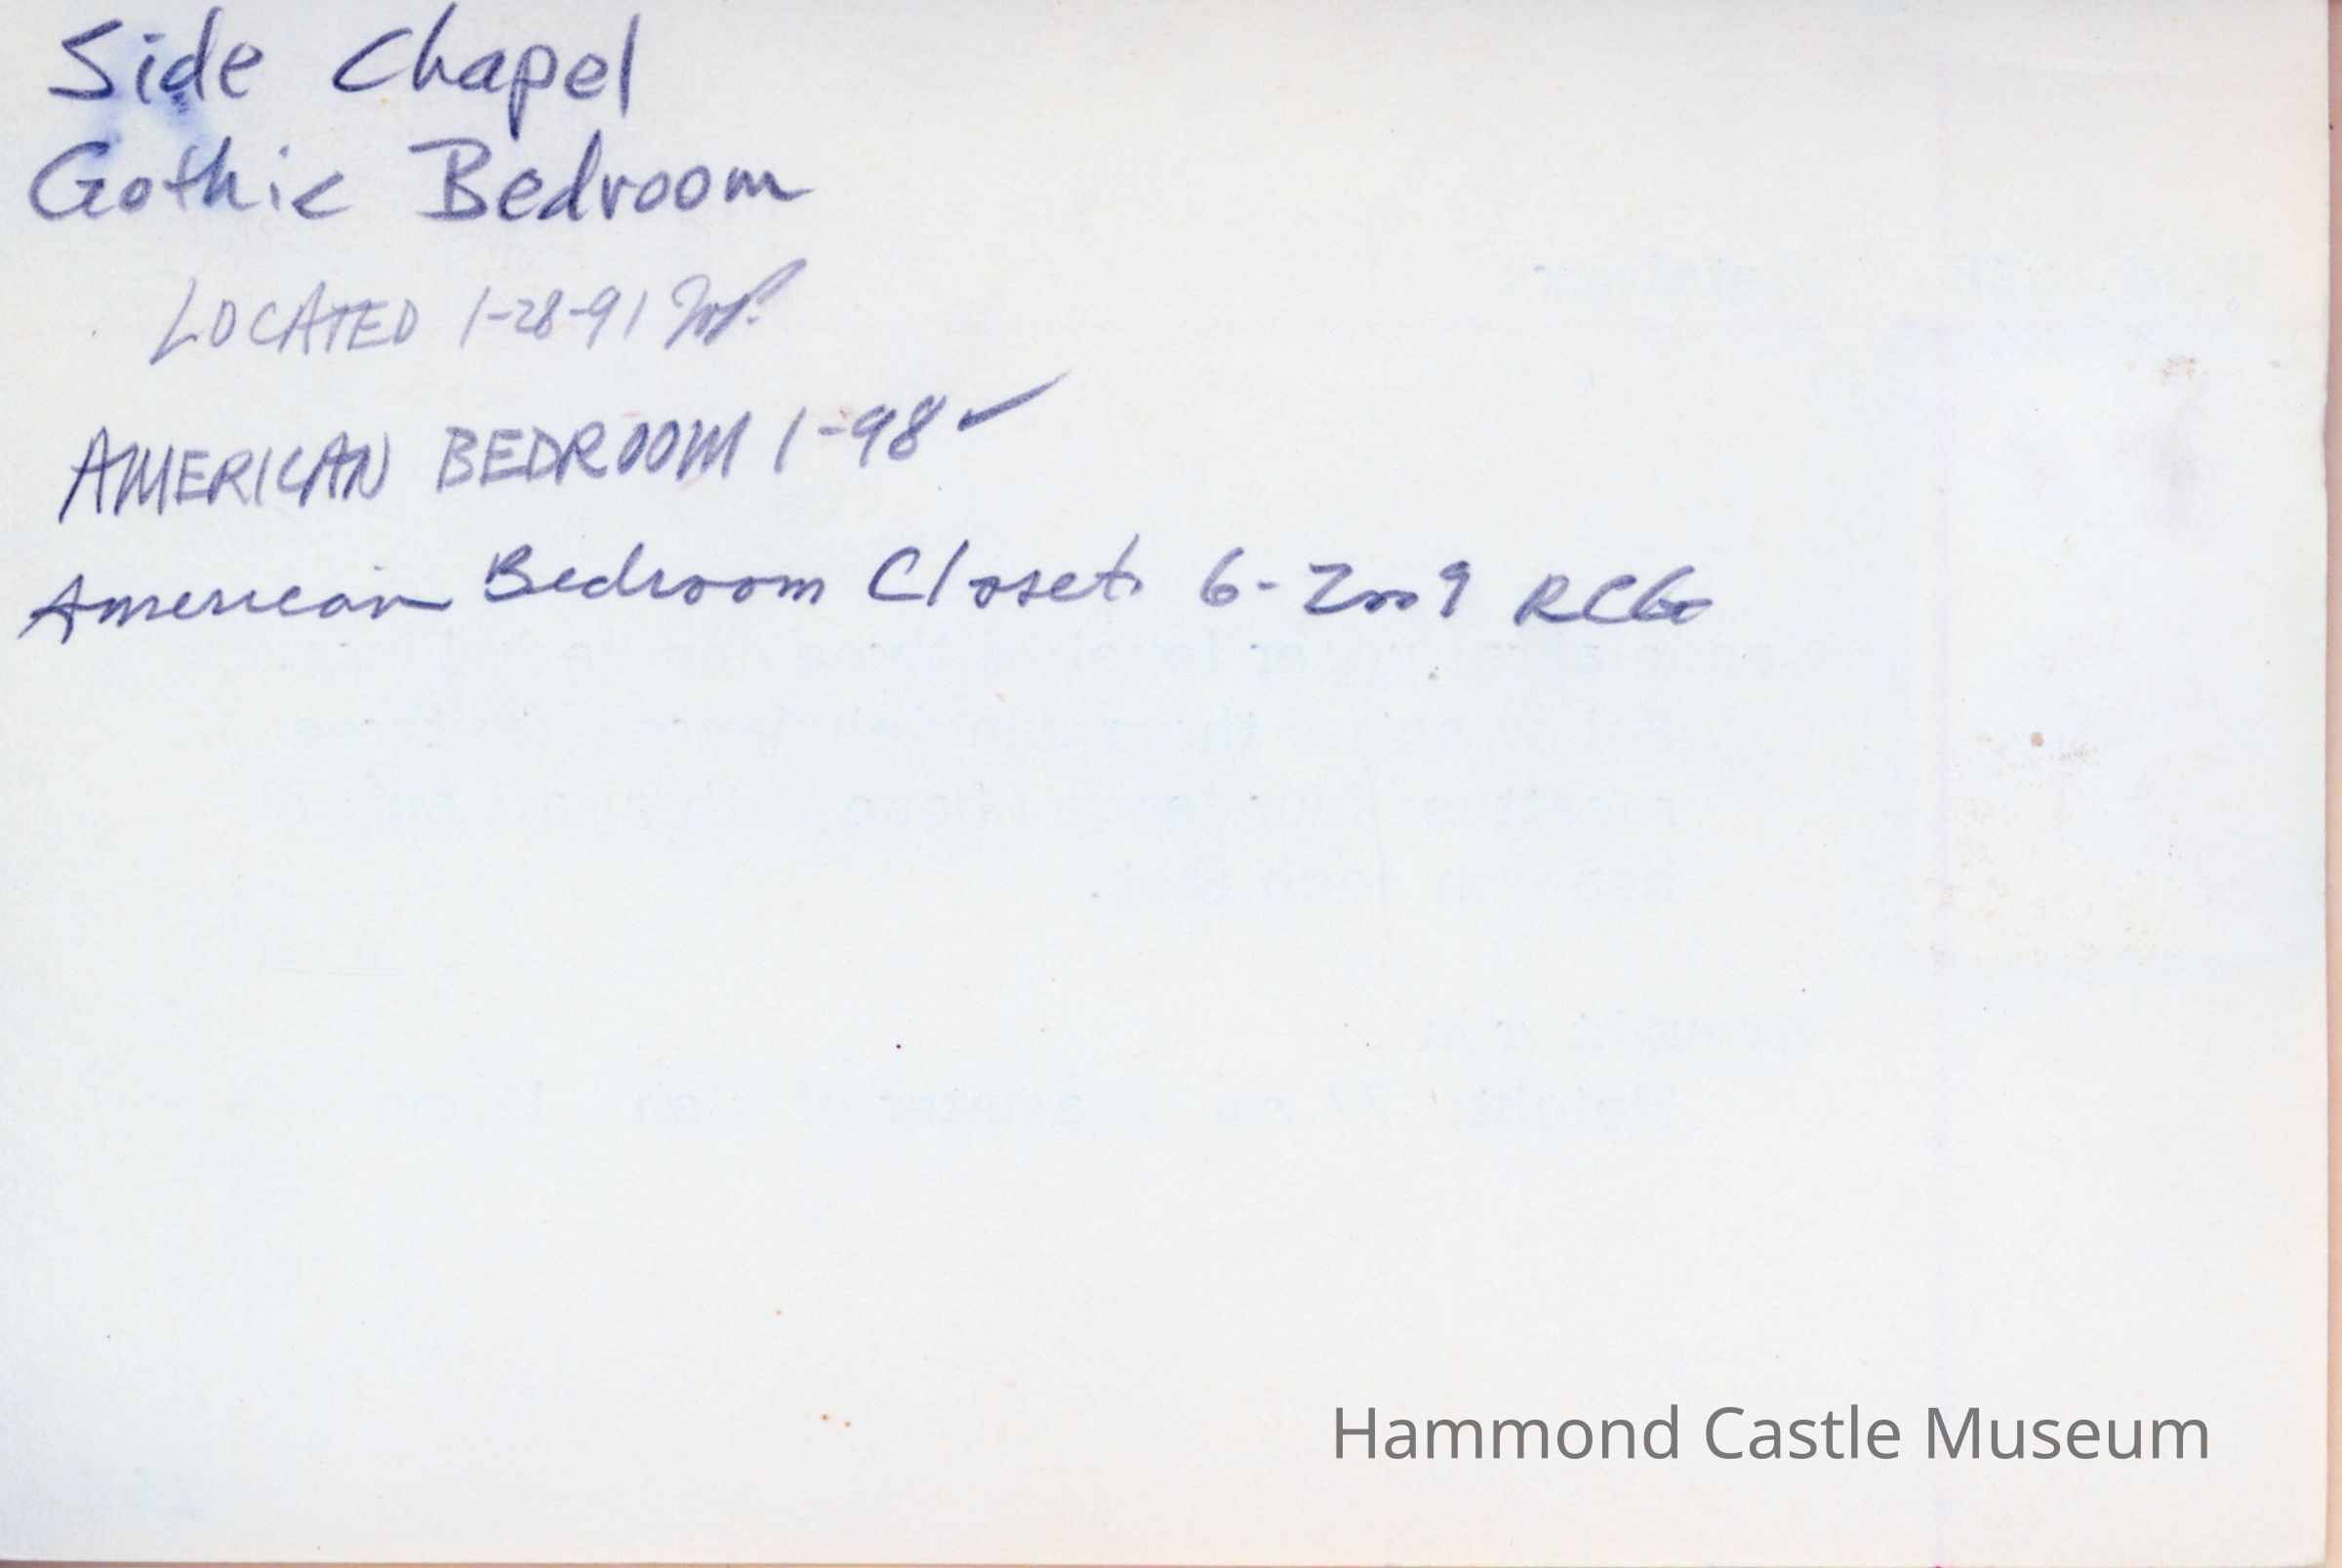 Side Chapel
Gothic Bedroom
LOCATED 1-28-91
AMERICAN BEDROOM 1-98 ✓
American Bedroom Closet 6-2009 RCG
Hammond Castle Museum